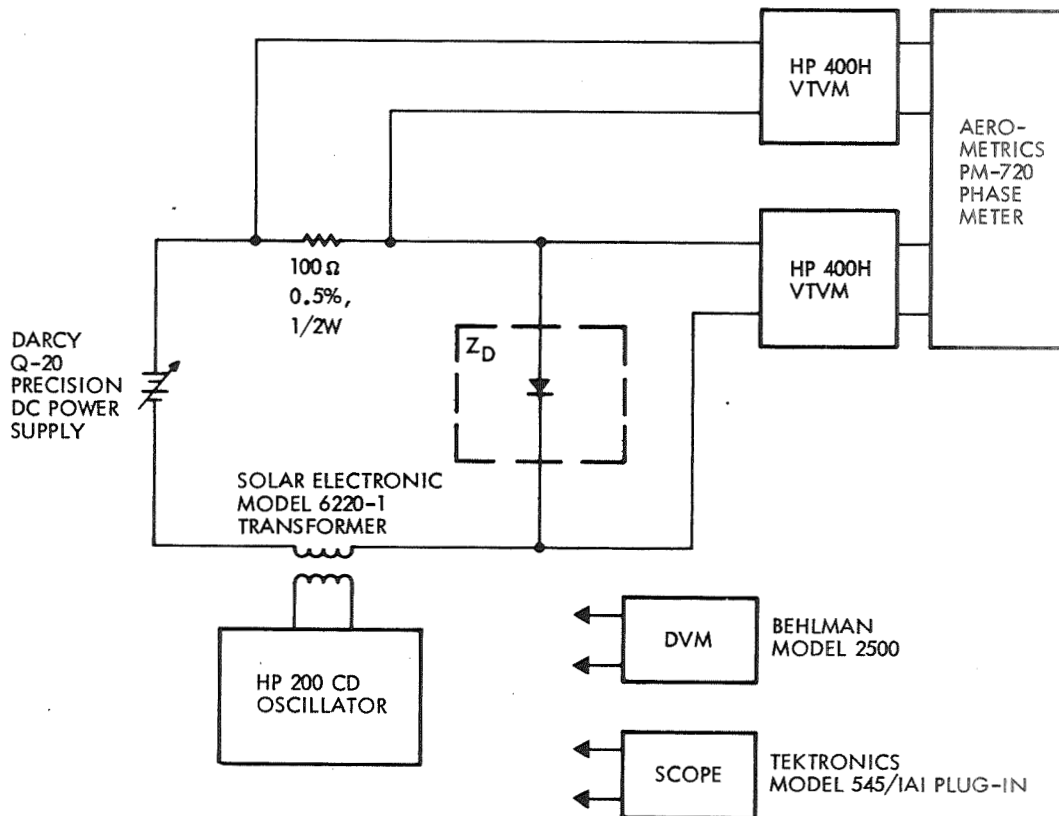 HP 400H
VTVM
AERO-
METRICS
PM-720
PHASE
METER
100Ω
0.5%,
1/2W
HP 400H
VTVM
DARCY
Q-20
PRECISION
DC POWER
SUPPLY
ZD
SOLAR ELECTRONIC
MODEL 6220-1
TRANSFORMER
HP 200 CD
OSCILLATOR
DVM
BEHLMAN
MODEL 2500
SCOPE
TEKTRONICS
MODEL 545/IAI PLUG-IN